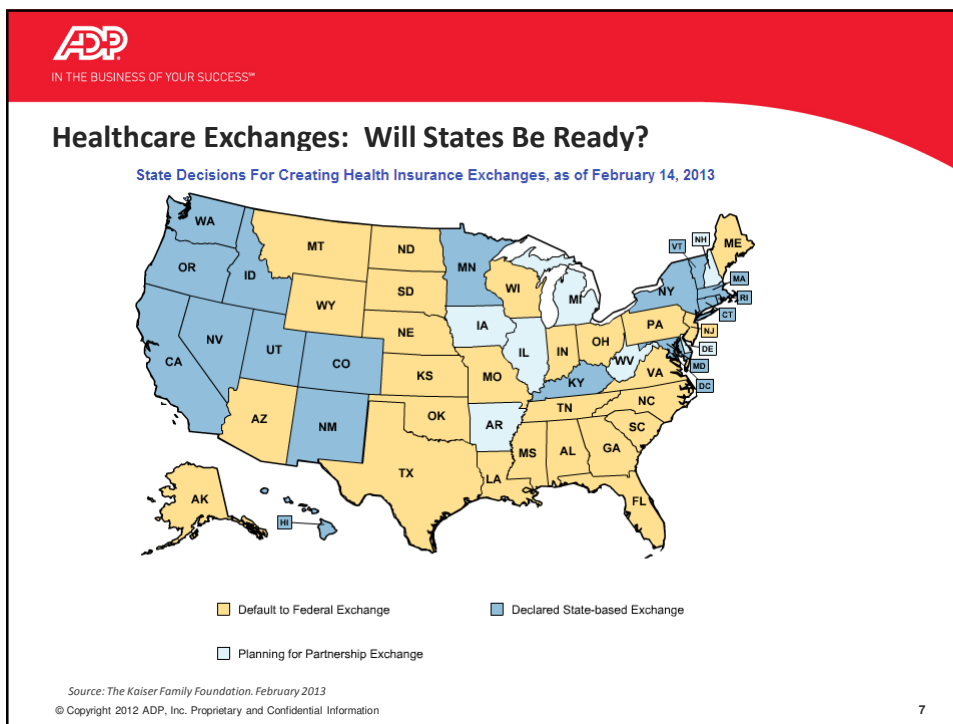 ADP
IN THE BUSINESS OF YOUR SUCCESS℠
Healthcare Exchanges: Will States Be Ready?
State Decisions For Creating Health Insurance Exchanges, as of February 14, 2013
WA
OR
ID
MT
ND
MN
SD
WY
WI
MI
NY
VT
NH
ME
MA
RI
CT
NE
IA
PA
NJ
NV
UT
CO
CA
IL
IN
OH
DE
MD
DC
KS
MO
KY
WV
VA
AZ
NM
OK
AR
TN
NC
SC
TX
LA
MS
AL
GA
FL
AK
HI
Default to Federal Exchange
Declared State-based Exchange
Planning for Partnership Exchange
Source: The Kaiser Family Foundation. February 2013
© Copyright 2012 ADP, Inc. Proprietary and Confidential Information
7